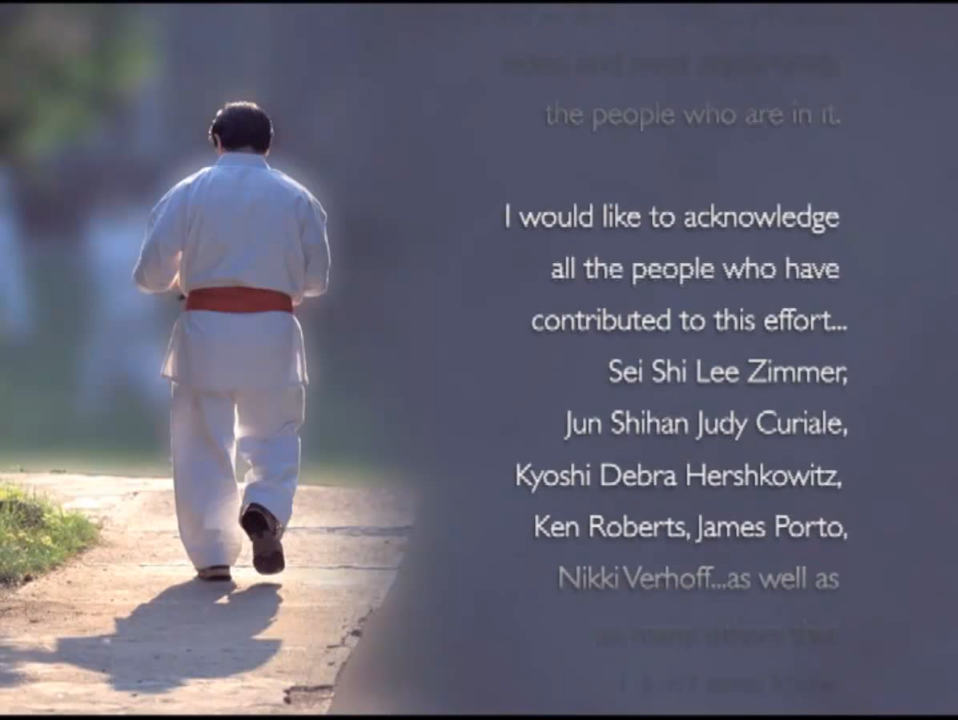 the people who are in it.
I would like to acknowledge
all the people who have
contributed to this effort...
Sei Shi Lee Zimmer,
Jun Shihan Judy Curiale,
Kyoshi Debra Hershkowitz,
Ken Roberts, James Porto,
Nikki Verhoff...as well as